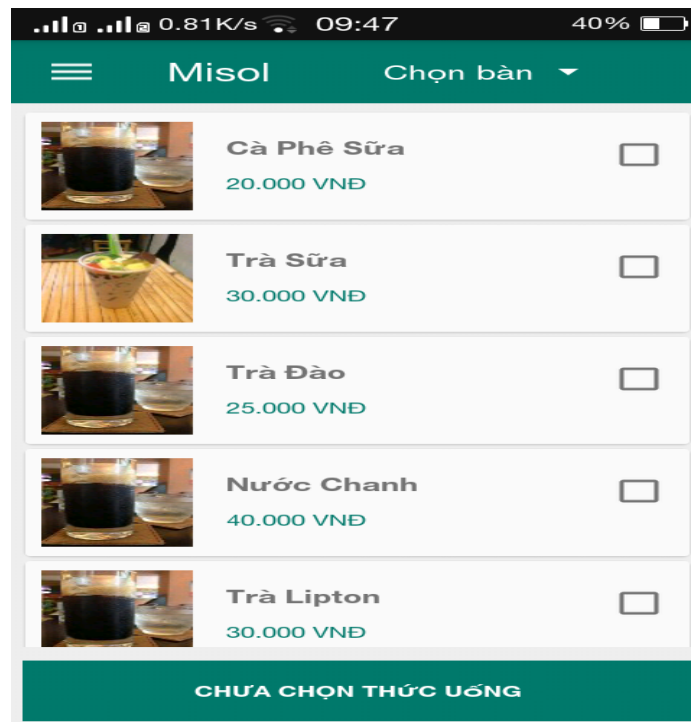 0.81K/s 09:47 40%
Misol Chọn bàn
Cà Phê Sữa
20.000 VNĐ
Trà Sữa
30.000 VNĐ
Trà Đào
25.000 VNĐ
Nước Chanh
40.000 VNĐ
Trà Lipton
30.000 VNĐ
CHƯA CHỌN THỨC UỐNG